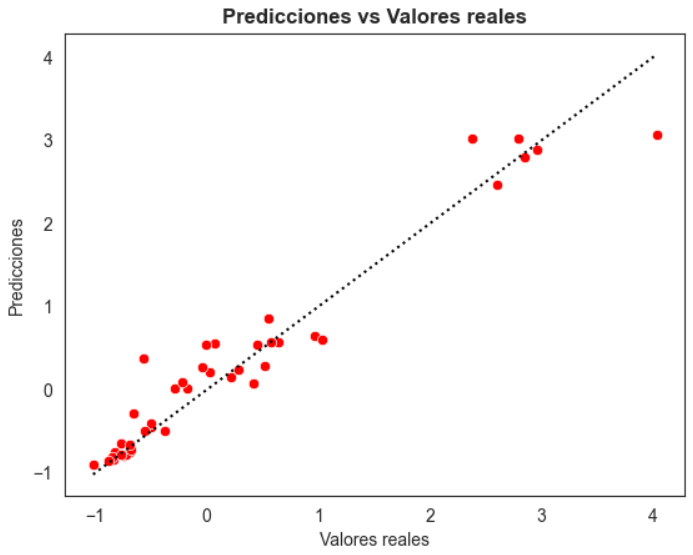 Predicciones vs Valores reales
4
3
2
1
0
−1
Predicciones
−1 0 1 2 3 4
Valores reales